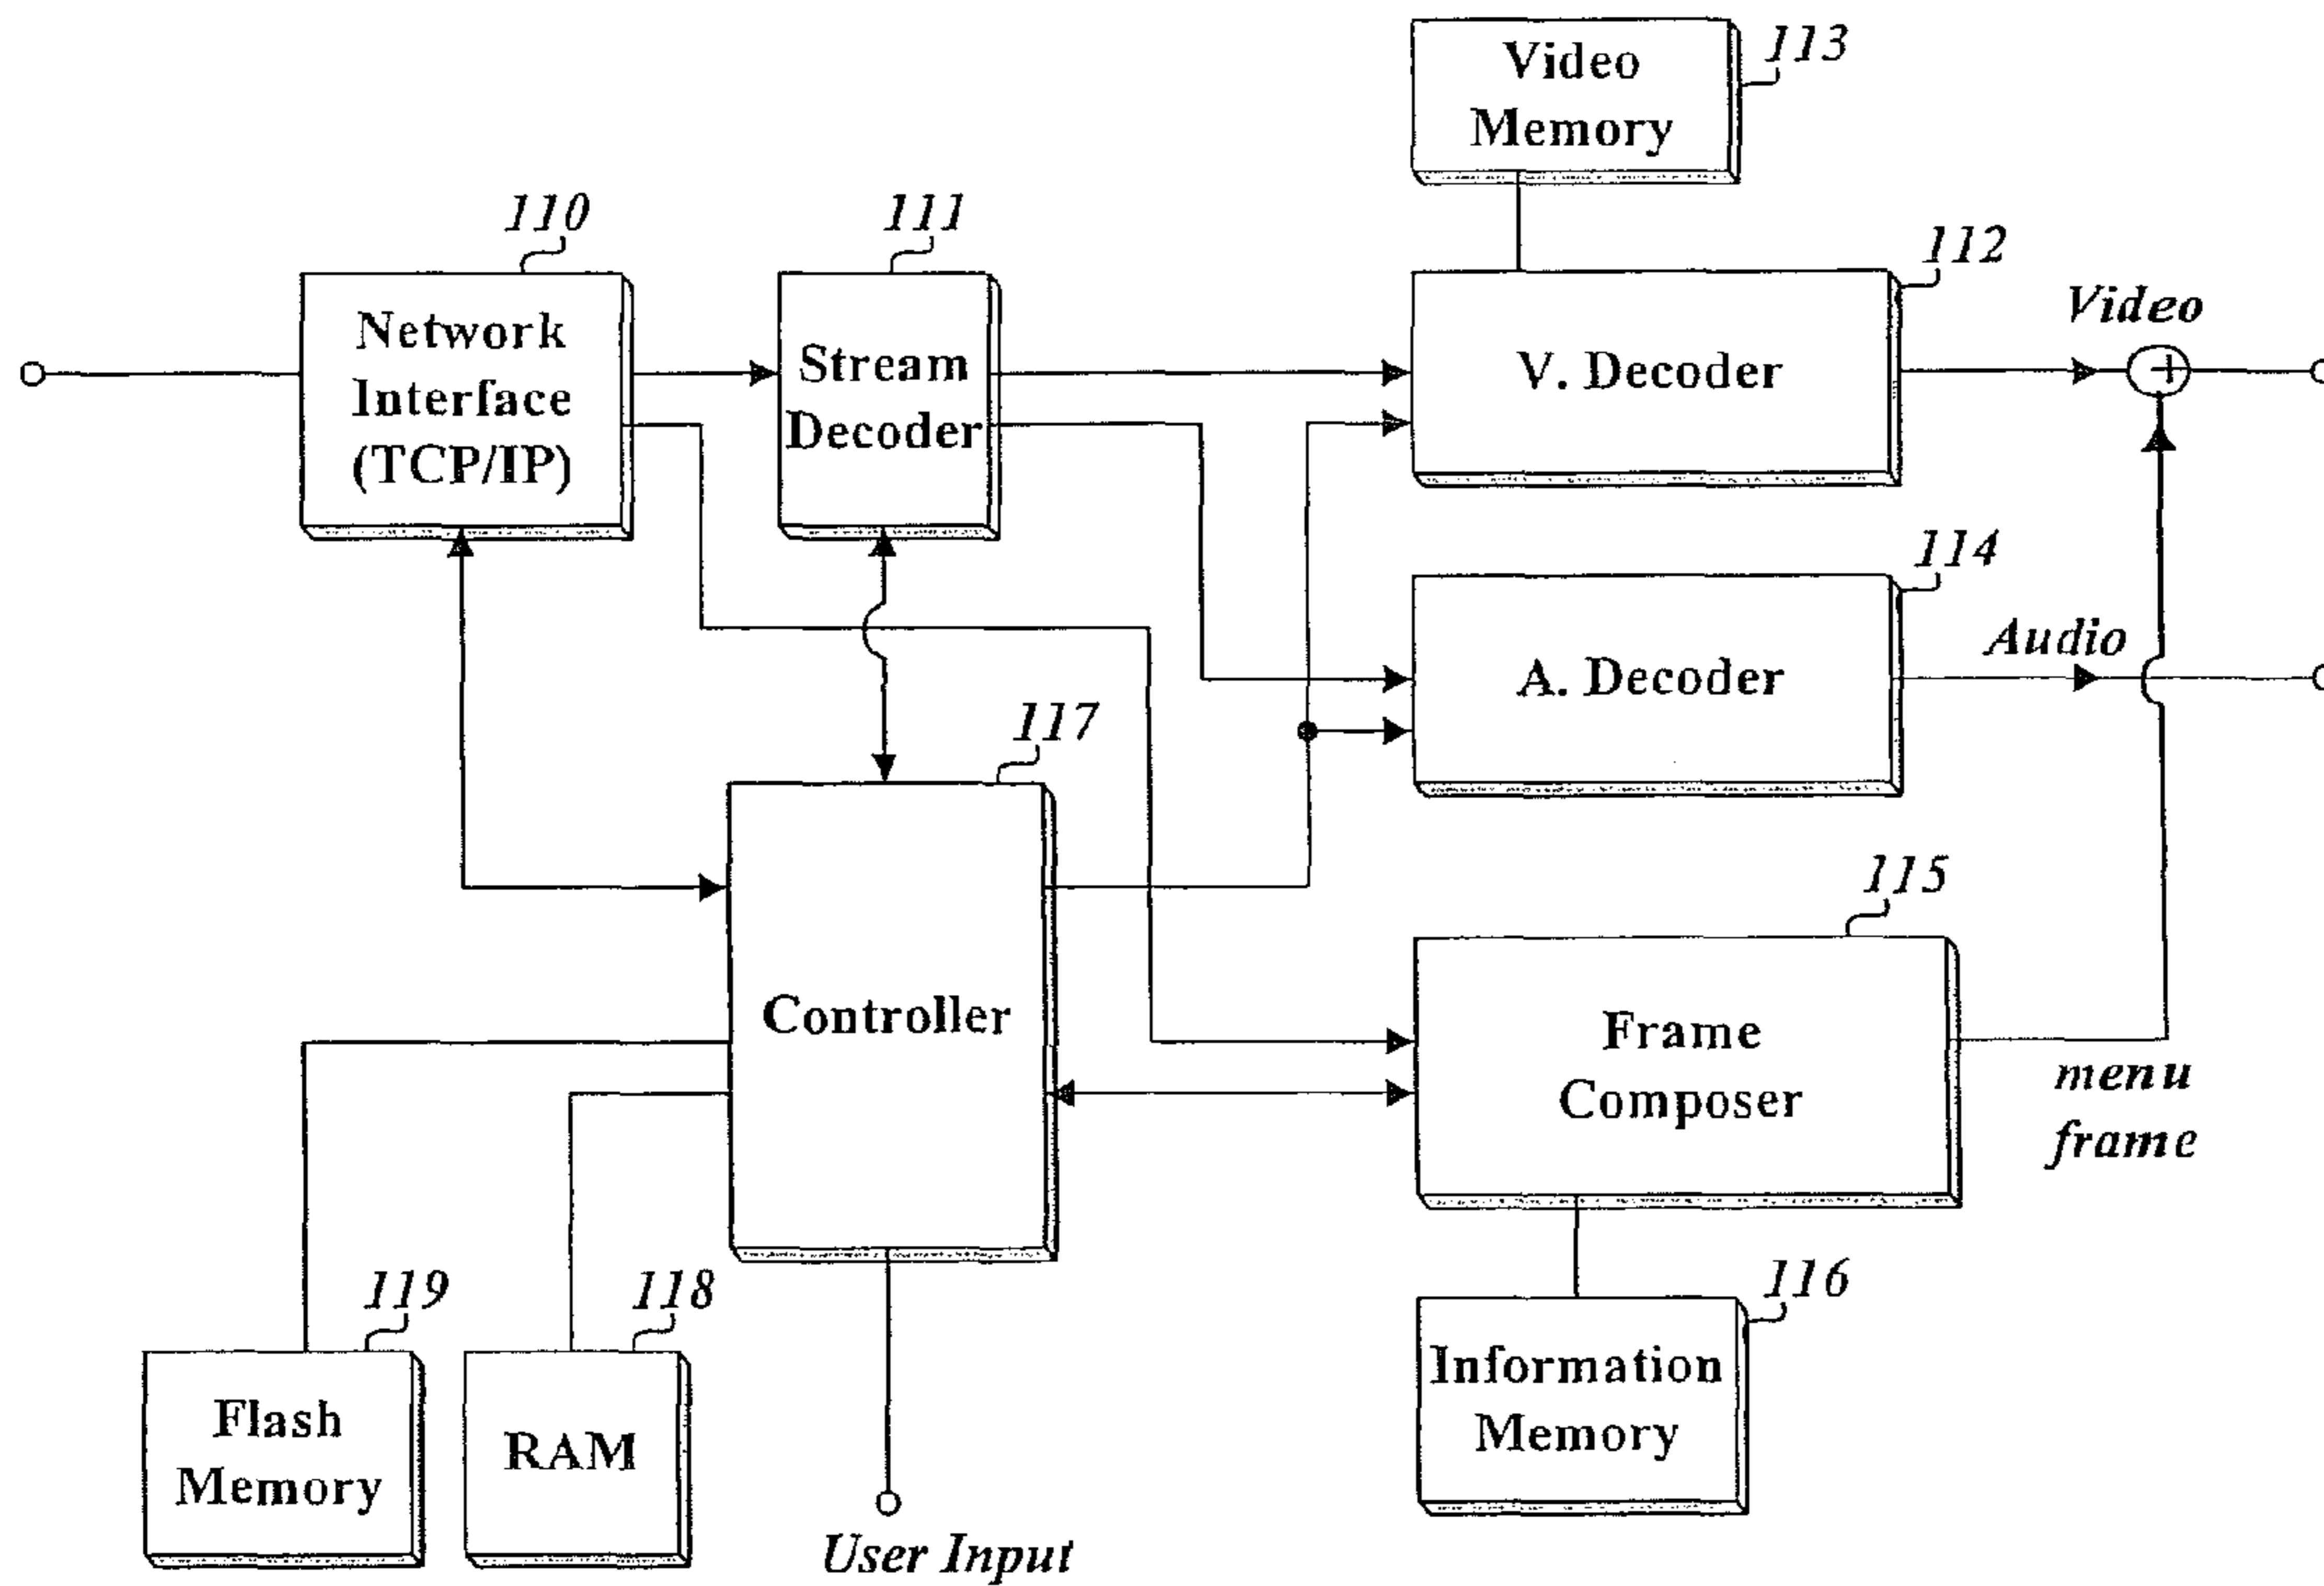 113
Video
Memory
110
Network
Interface
(TCP/IP)
111
Stream
Decoder
112
V. Decoder
Video
+
114
A. Decoder
Audio
117
Controller
115
Frame
Composer
menu
frame
116
Information
Memory
119
Flash
Memory
118
RAM
User Input